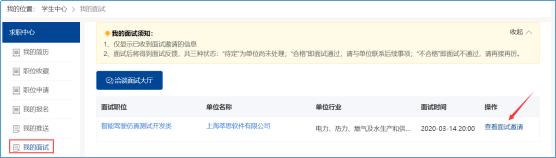 我的位置： 学生中心 > 我的面试
求职中心
我的简历
职位收藏
职位申请
我的报名
我的推送
我的面试
我的面试须知：
收起
1、仅显示已收到面试邀请的信息
2、面试后将得到面试反馈，共三种状态：“待定”为单位尚未处理，“合格”即面试通过，请与单位联系后续事项；“不合格”即面试不通过，请再接再厉。
洽谈面试大厅
面试职位 单位名称 单位行业 面试时间 操作
智能驾驶仿真测试开发类 上海萃思软件有限公司 电力、热力、燃气及水生产和供... 2020-03-14 20:00 查看面试邀请